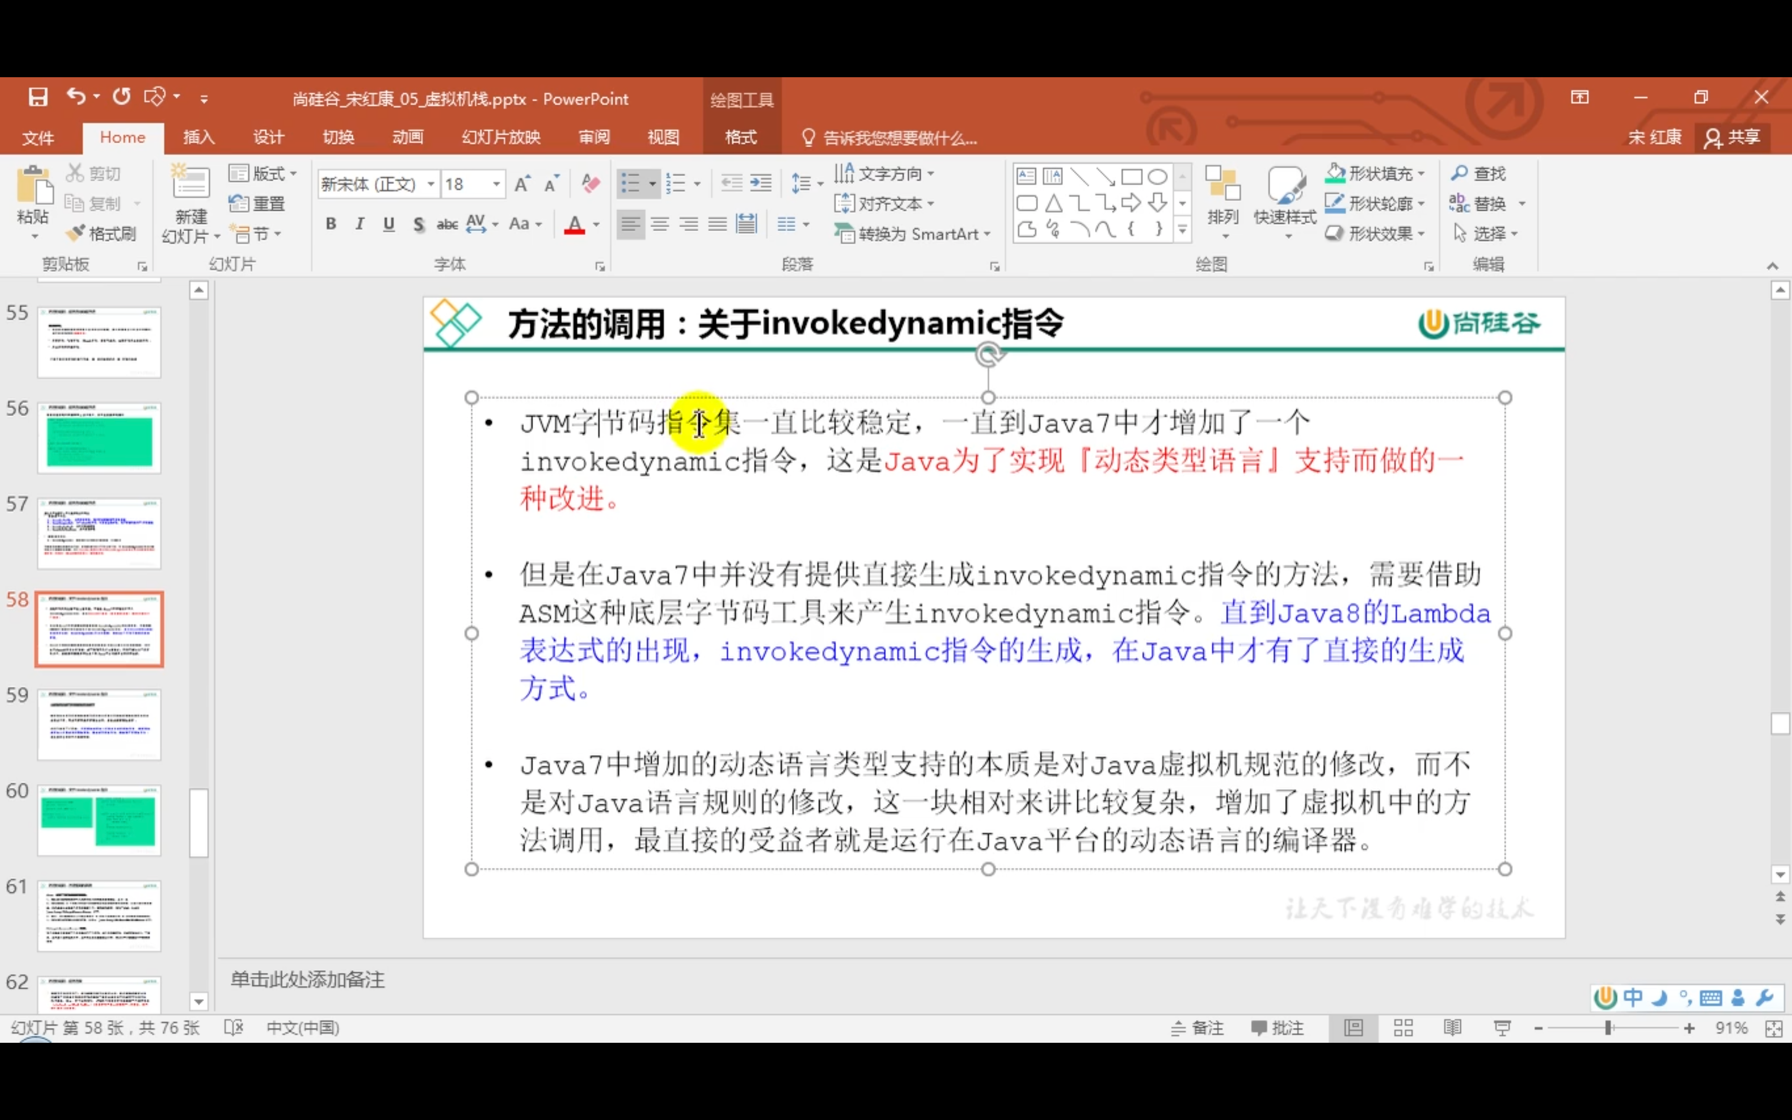 尚硅谷_宋红康_05_虚拟机栈.pptx - PowerPoint
绘图工具
文件
Home
插入
设计
切换
动画
幻灯片放映
审阅
视图
格式
告诉我您想要做什么...
宋 红康
共享
粘贴
剪切
复制
格式刷
剪贴板
新建
幻灯片
版式
重置
节
幻灯片
新宋体 (正文)
18
B I U S abc AV Aa A
字体
文字方向
对齐文本
转换为 SmartArt
段落
排列
快速样式
形状填充
形状轮廓
形状效果
绘图
查找
替换
选择
编辑
55
56
57
58
59
60
61
62
方法的调用：关于invokedynamic指令
尚硅谷
• JVM字节码指令集一直比较稳定，一直到Java7中才增加了一个
invokedynamic指令，这是Java为了实现『动态类型语言』支持而做的一
种改进。
• 但是在Java7中并没有提供直接生成invokedynamic指令的方法，需要借助
ASM这种底层字节码工具来产生invokedynamic指令。直到Java8的Lambda
表达式的出现，invokedynamic指令的生成，在Java中才有了直接的生成
方式。
• Java7中增加的动态语言类型支持的本质是对Java虚拟机规范的修改，而不
是对Java语言规则的修改，这一块相对来讲比较复杂，增加了虚拟机中的方
法调用，最直接的受益者就是运行在Java平台的动态语言的编译器。
让天下没有难学的技术
单击此处添加备注
中
幻灯片 第 58 张，共 76 张
中文(中国)
备注
批注
91%